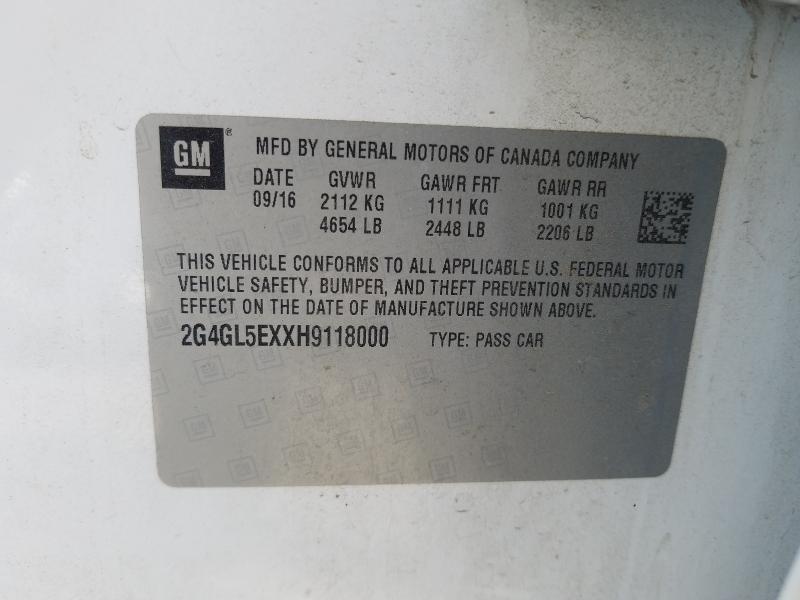 GM®
MFD BY GENERAL MOTORS OF CANADA COMPANY
DATE GVWR GAWR FRT GAWR RR
09/16 2112 KG 1111 KG 1001 KG
4654 LB 2448 LB 2206 LB
THIS VEHICLE CONFORMS TO ALL APPLICABLE U.S. FEDERAL MOTOR
VEHICLE SAFETY, BUMPER, AND THEFT PREVENTION STANDARDS IN
EFFECT ON THE DATE OF MANUFACTURE SHOWN ABOVE.
2G4GL5EXXH9118000 TYPE: PASS CAR